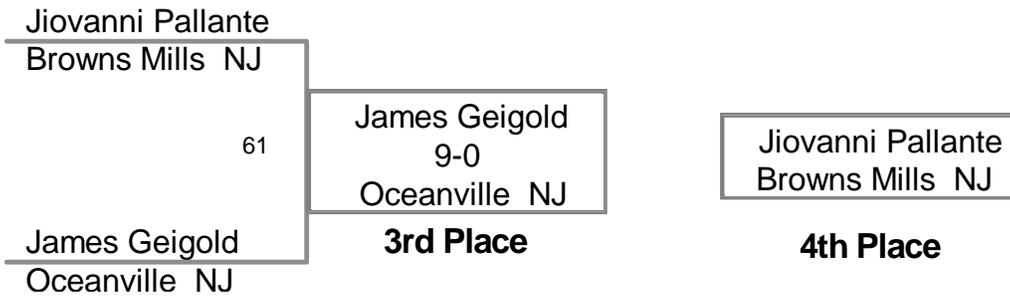 Jiovanni Pallante
Browns Mills NJ
61
James Geigold
Oceanville NJ
James Geigold
9-0
Oceanville NJ
3rd Place
Jiovanni Pallante
Browns Mills NJ
4th Place